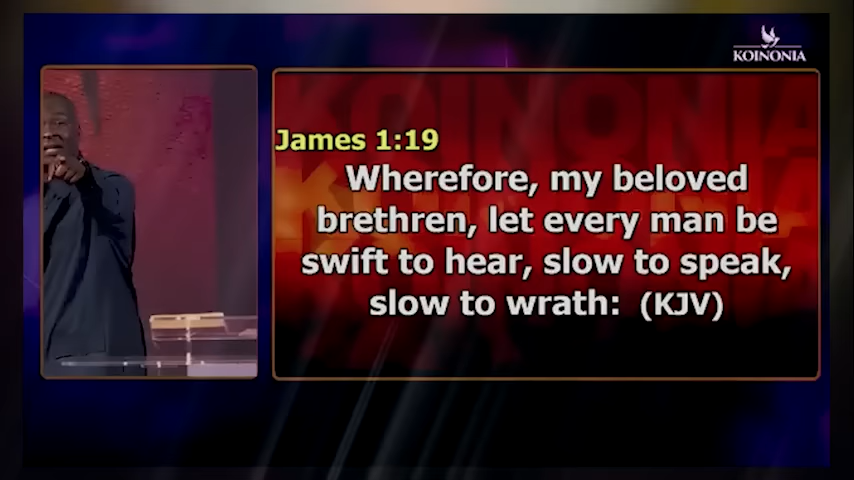 KOINONIA
KOINONIA
James 1:19
Wherefore, my beloved
brethren, let every man be
swift to hear, slow to speak,
slow to wrath: (KJV)